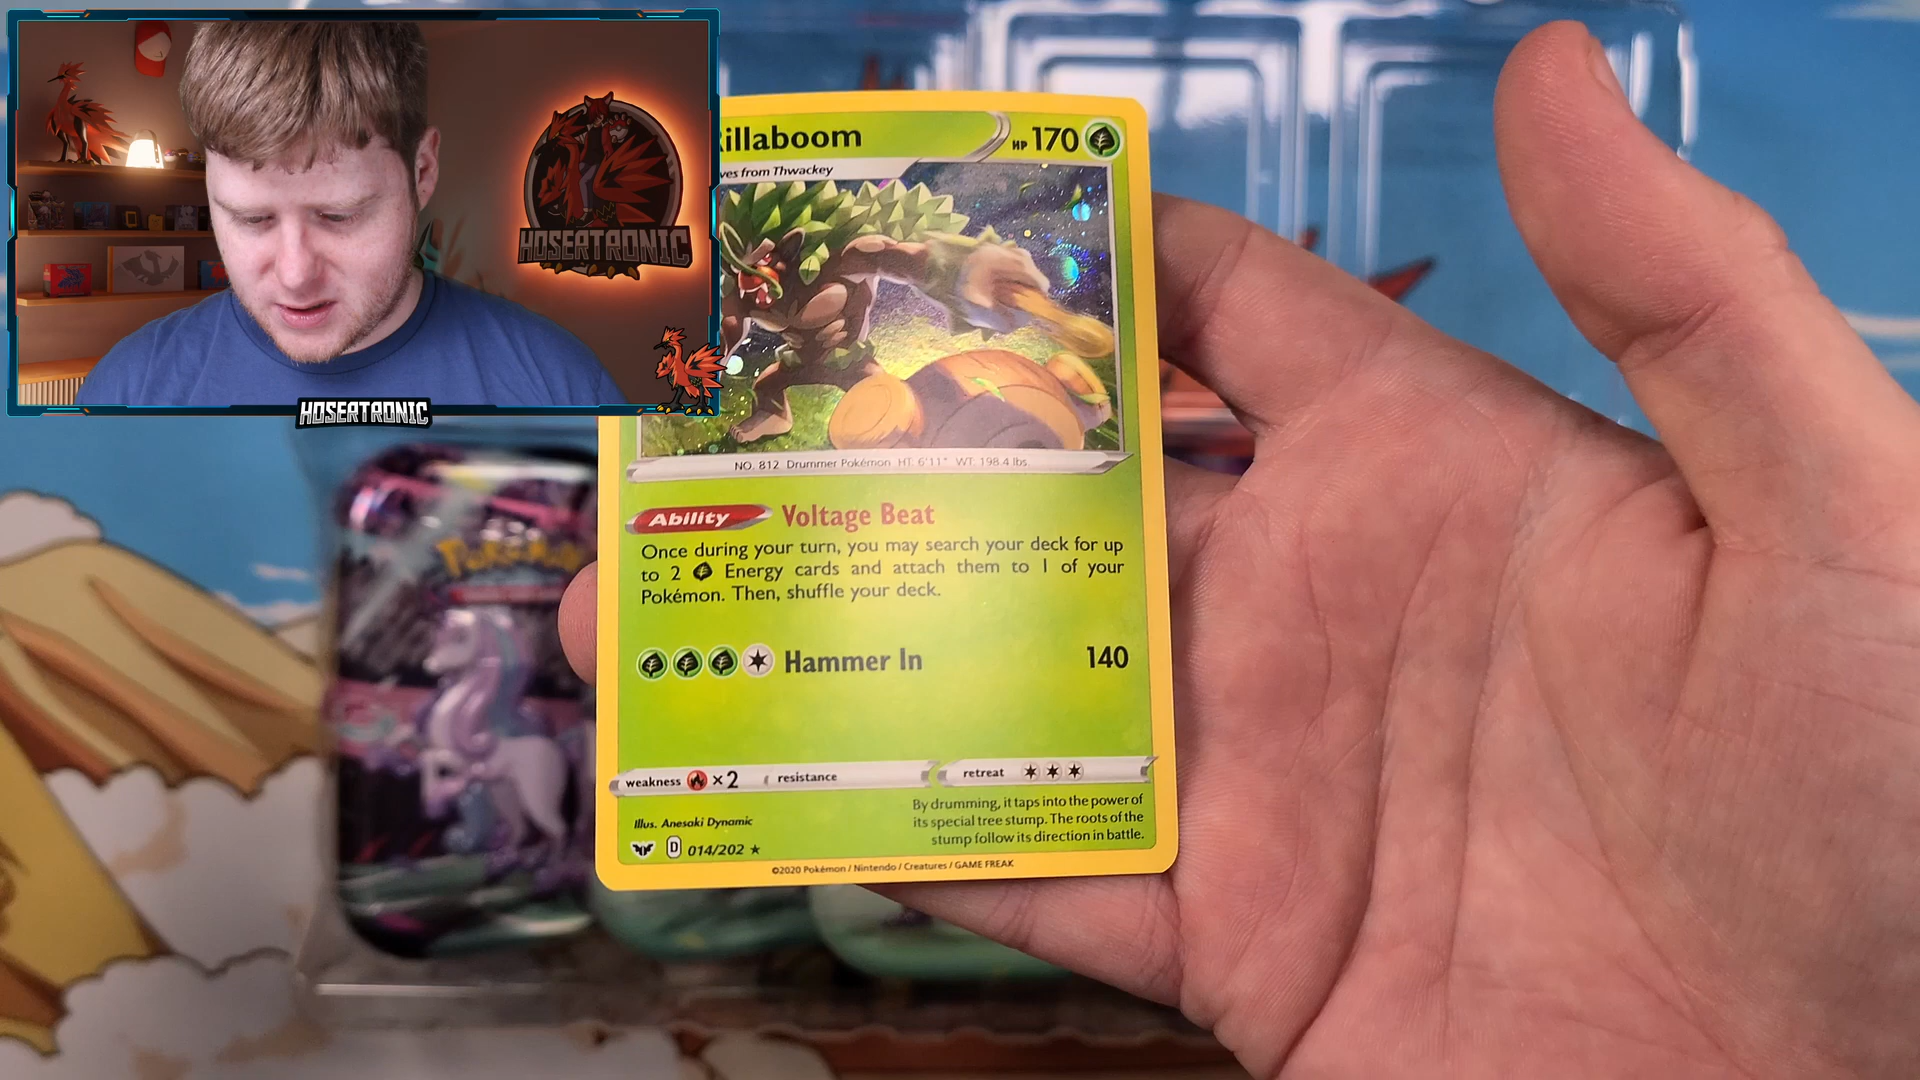 HOSERTRONIC
HOSERTRONIC
illaboom
HP 170
ves from Thwackey
NO. 812 Drummer Pokémon HT. 6'11" WT. 198.4 lbs.
Ability Voltage Beat
Once during your turn, you may search your deck for up
to 2 Energy cards and attach them to 1 of your
Pokémon. Then, shuffle your deck.
Hammer In 140
weakness ×2 resistance retreat
Illus. Anesaki Dynamic
By drumming, it taps into the power of
its special tree stump. The roots of the
stump follow its direction in battle.
D 014/202 ★
©2020 Pokémon / Nintendo / Creatures / GAME FREAK
Pokémon